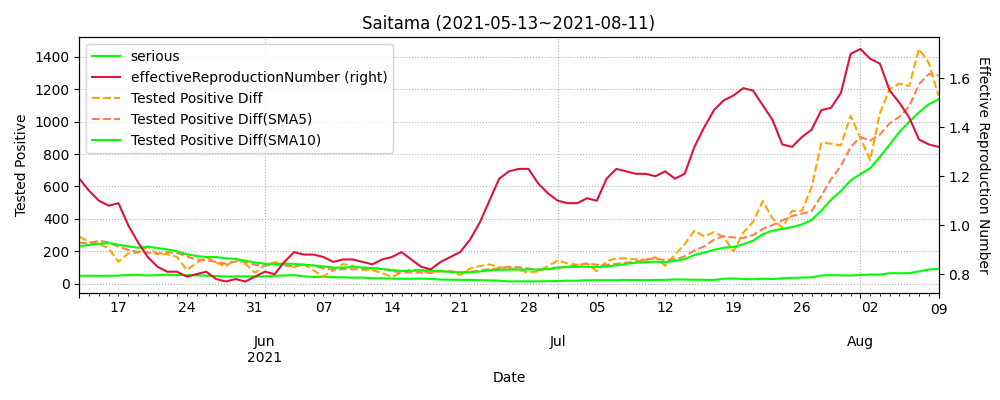 Saitama (2021-05-13~2021-08-11)
serious
effectiveReproductionNumber (right)
Tested Positive Diff
Tested Positive Diff(SMA5)
Tested Positive Diff(SMA10)
Tested Positive
1400
1200
1000
800
600
400
200
0
Effective Reproduction Number
1.6
1.4
1.2
1.0
0.8
17 24 31 07 14 21 28 05 12 19 26 02 09
Jun Jul Aug
2021
Date